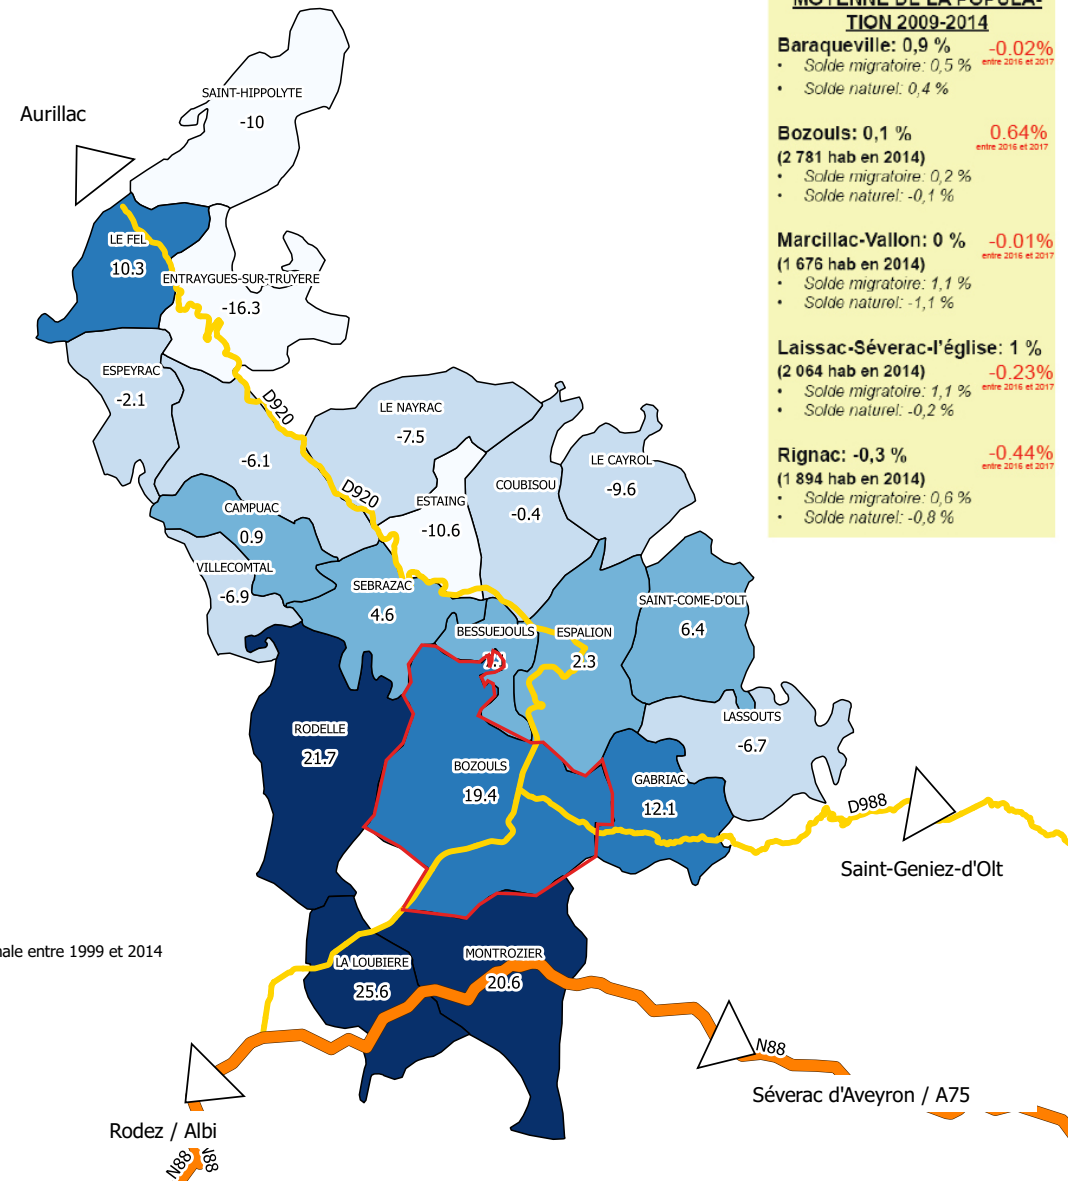 MOYENNE DE LA POPULA-
TION 2009-2014
Baraqueville: 0,9 % -0.02%
entre 2016 et 2017
• Solde migratoire: 0,5 %
• Solde naturel: 0,4 %
Bozouls: 0,1 % 0.64%
entre 2016 et 2017
(2 781 hab en 2014)
• Solde migratoire: 0,2 %
• Solde naturel: -0,1 %
Marcillac-Vallon: 0 % -0.01%
entre 2016 et 2017
(1 676 hab en 2014)
• Solde migratoire: 1,1 %
• Solde naturel: -1,1 %
Laissac-Séverac-l'église: 1 %
(2 064 hab en 2014) -0.23%
entre 2016 et 2017
• Solde migratoire: 1,1 %
• Solde naturel: -0,2 %
Rignac: -0,3 % -0.44%
entre 2016 et 2017
(1 894 hab en 2014)
• Solde migratoire: 0,6 %
• Solde naturel: -0,8 %
SAINT-HIPPOLYTE
-10
Aurillac
LE FEL
10.3
ENTRAYGUES-SUR-TRUYERE
-16.3
ESPEYRAC
-2.1
D920
LE NAYRAC
-7.5
-6.1
D920
LE CAYROL
-9.6
COUBISOU
-0.4
ESTAING
-10.6
CAMPUAC
0.9
VILLECOMTAL
-6.9
SEBRAZAC
4.6
SAINT-COME-D'OLT
6.4
BESSUEJOULS
ESPALION
2.3
LASSOUTS
-6.7
RODELLE
21.7
BOZOULS
19.4
GABRIAC
12.1
D988
Saint-Geniez-d'Olt
nale entre 1999 et 2014
LA LOUBIERE
25.6
MONTROZIER
20.6
N88
Séverac d'Aveyron / A75
Rodez / Albi
N88
N88